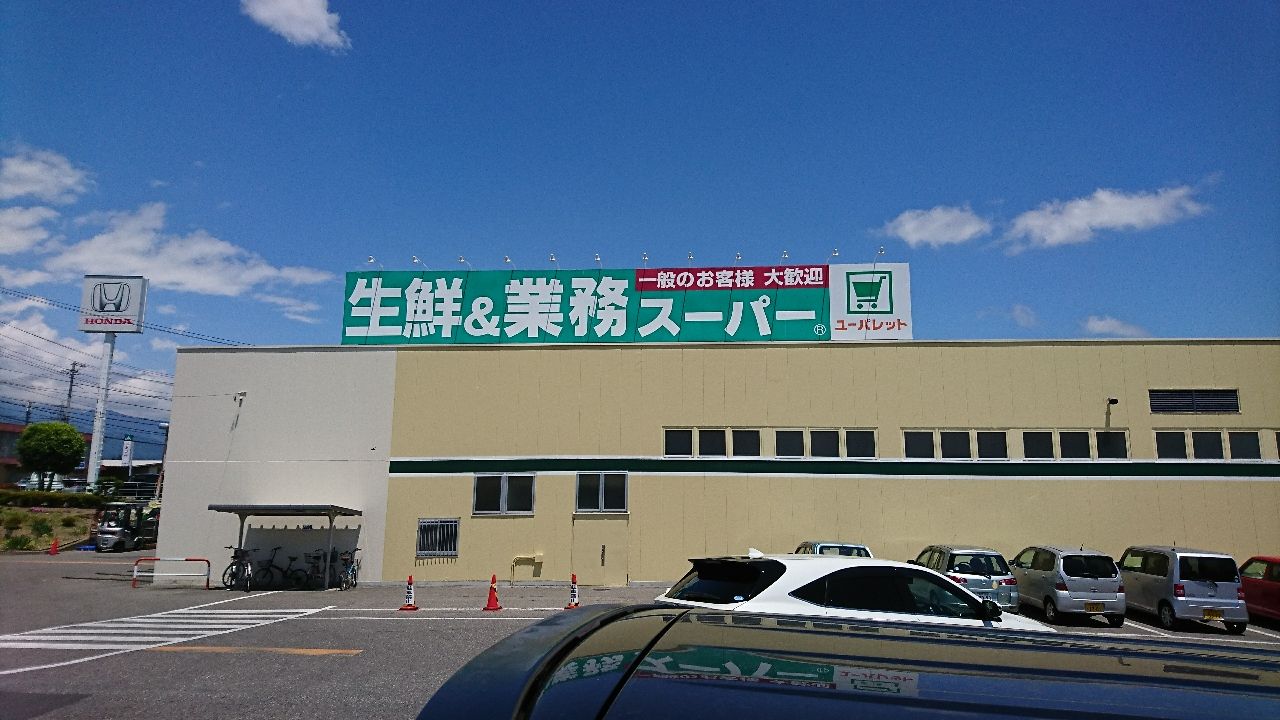 一般のお客様 大歓迎
生鮮&業務スーパー®
ユーパレット
HONDA